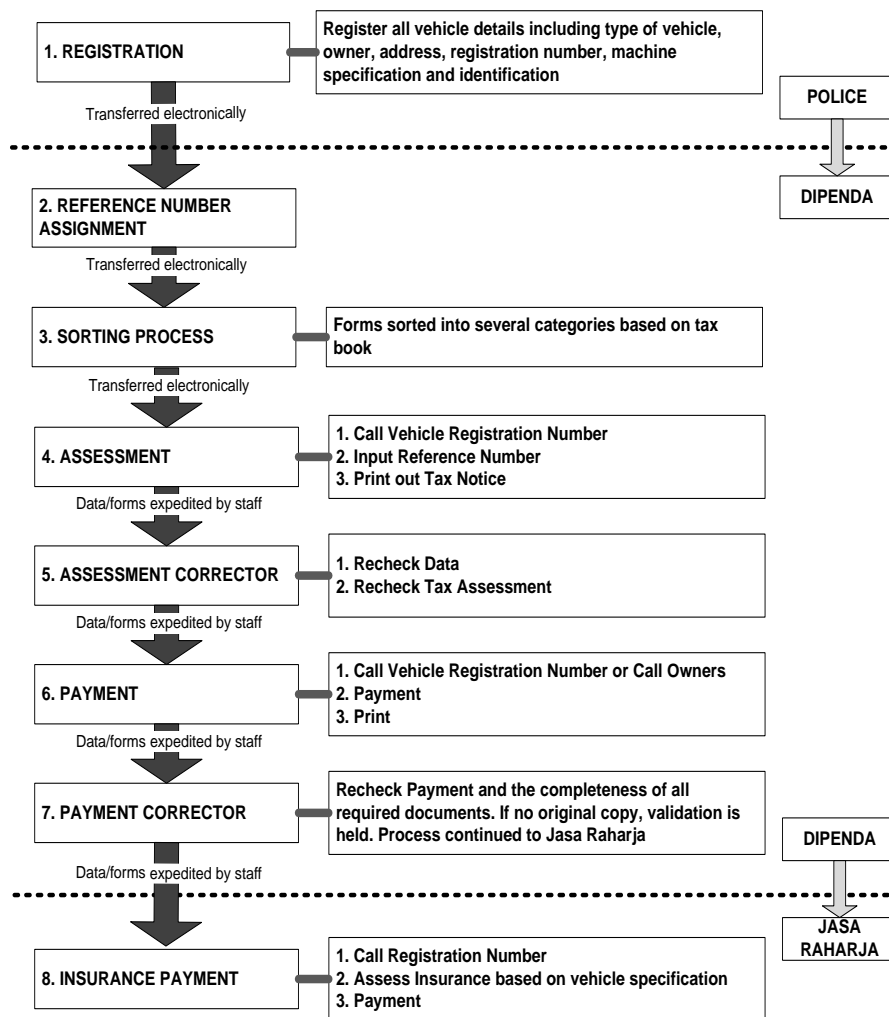 1. REGISTRATION
Register all vehicle details including type of vehicle,
owner, address, registration number, machine
specification and identification
Transferred electronically
POLICE
DIPENDA
2. REFERENCE NUMBER
ASSIGNMENT
Transferred electronically
3. SORTING PROCESS
Forms sorted into several categories based on tax
book
Transferred electronically
4. ASSESSMENT
1. Call Vehicle Registration Number
2. Input Reference Number
3. Print out Tax Notice
Data/forms expedited by staff
5. ASSESSMENT CORRECTOR
1. Recheck Data
2. Recheck Tax Assessment
Data/forms expedited by staff
6. PAYMENT
1. Call Vehicle Registration Number or Call Owners
2. Payment
3. Print
Data/forms expedited by staff
7. PAYMENT CORRECTOR
Recheck Payment and the completeness of all
required documents. If no original copy, validation is
held. Process continued to Jasa Raharja
Data/forms expedited by staff
DIPENDA
JASA
RAHARJA
8. INSURANCE PAYMENT
1. Call Registration Number
2. Assess Insurance based on vehicle specification
3. Payment